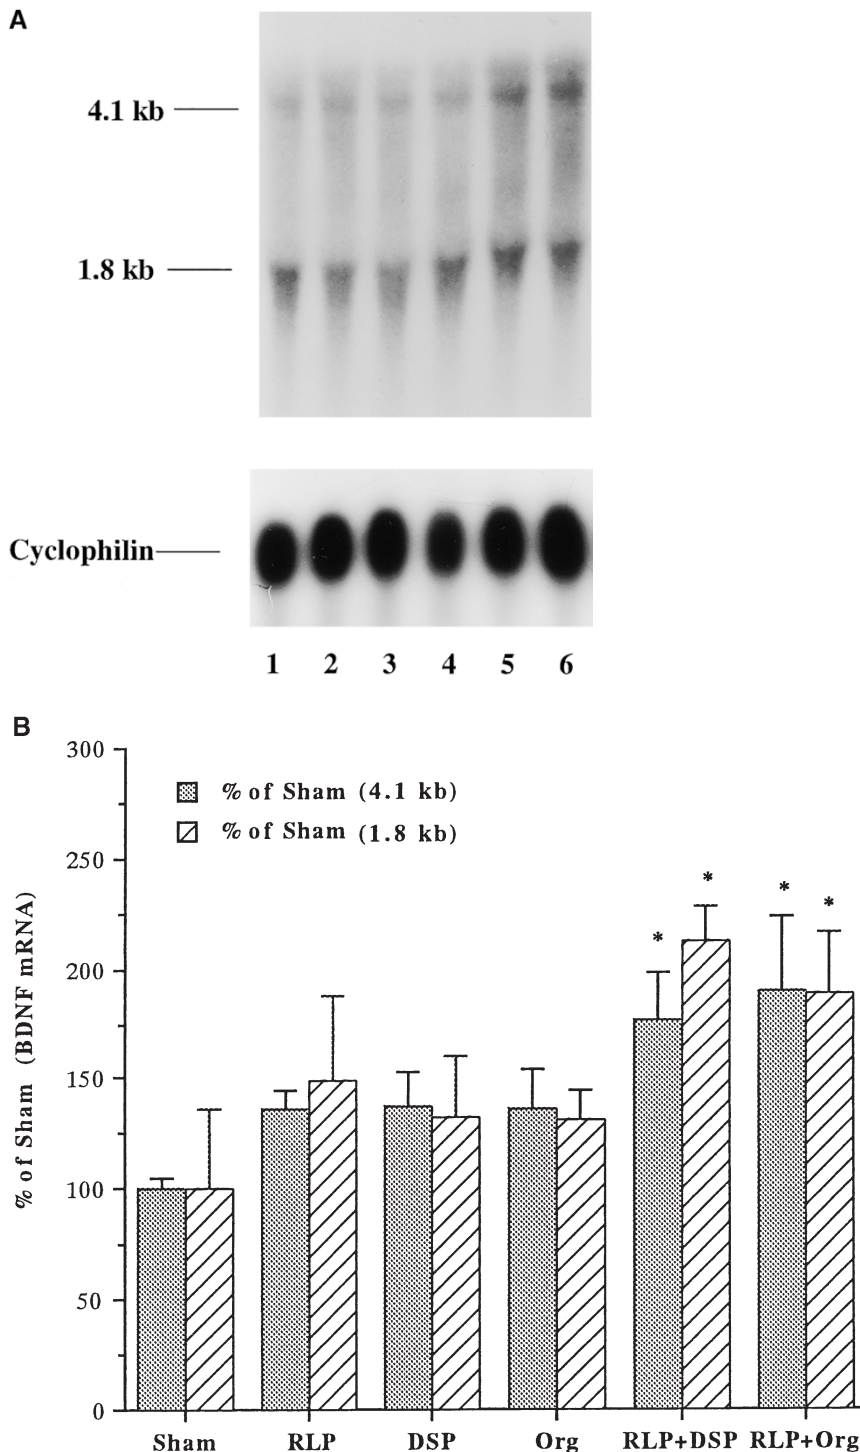 A
4.1 kb
1.8 kb
Cyclophilin
1 2 3 4 5 6
B
% of Sham (BDNF mRNA)
300
250
200
150
100
50
0
% of Sham (4.1 kb)
% of Sham (1.8 kb)
* * * *
Sham RLP DSP Org RLP+DSP RLP+Org